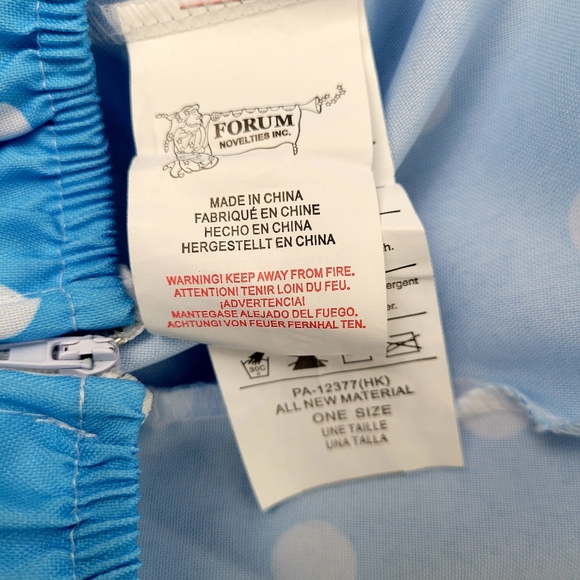 FORUM
NOVELTIES INC.
MADE IN CHINA
FABRIQUÉ EN CHINE
HECHO EN CHINA
HERGESTELLT EN CHINA
WARNING! KEEP AWAY FROM FIRE.
ATTENTION! TENIR LOIN DU FEU.
¡ADVERTENCIA!
MANTEGASE ALEJADO DEL FUEGO.
ACHTUNG! VON FEUER FERNHAL TEN.
PA-12377(HK)
ALL NEW MATERIAL
ONE SIZE
UNE TAILLE
UNA TALLA